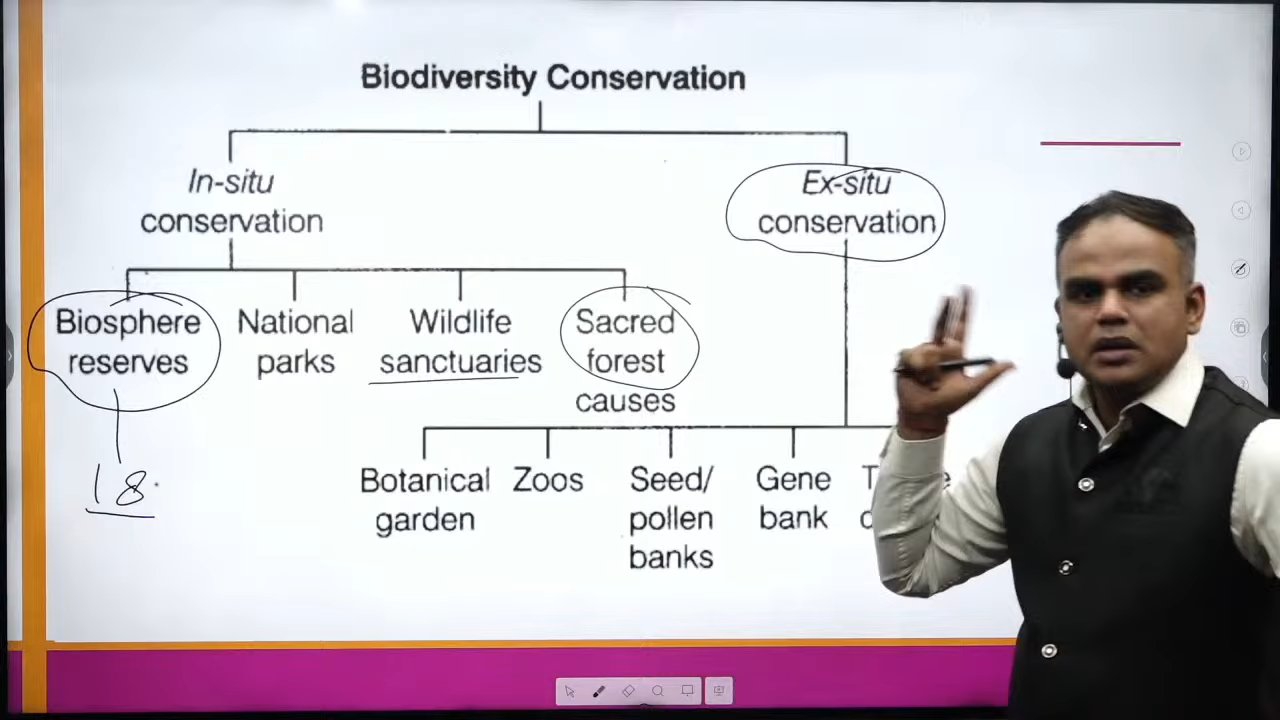 Biodiversity Conservation
In-situ
conservation
Ex-situ
conservation
Biosphere
reserves
National
parks
Wildlife
sanctuaries
Sacred
forest
causes
18
Botanical
garden
Zoos
Seed/
pollen
banks
Gene
bank